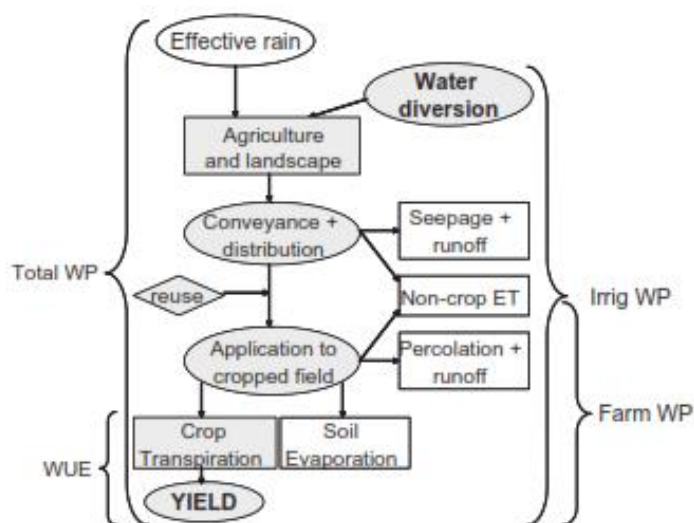 Effective rain
Water
diversion
Agriculture
and landscape
Conveyance +
distribution
Seepage +
runoff
Total WP
reuse
Non-crop ET
Irrig WP
Application to
cropped field
Percolation +
runoff
Farm WP
Crop
Transpiration
Soil
Evaporation
WUE
YIELD